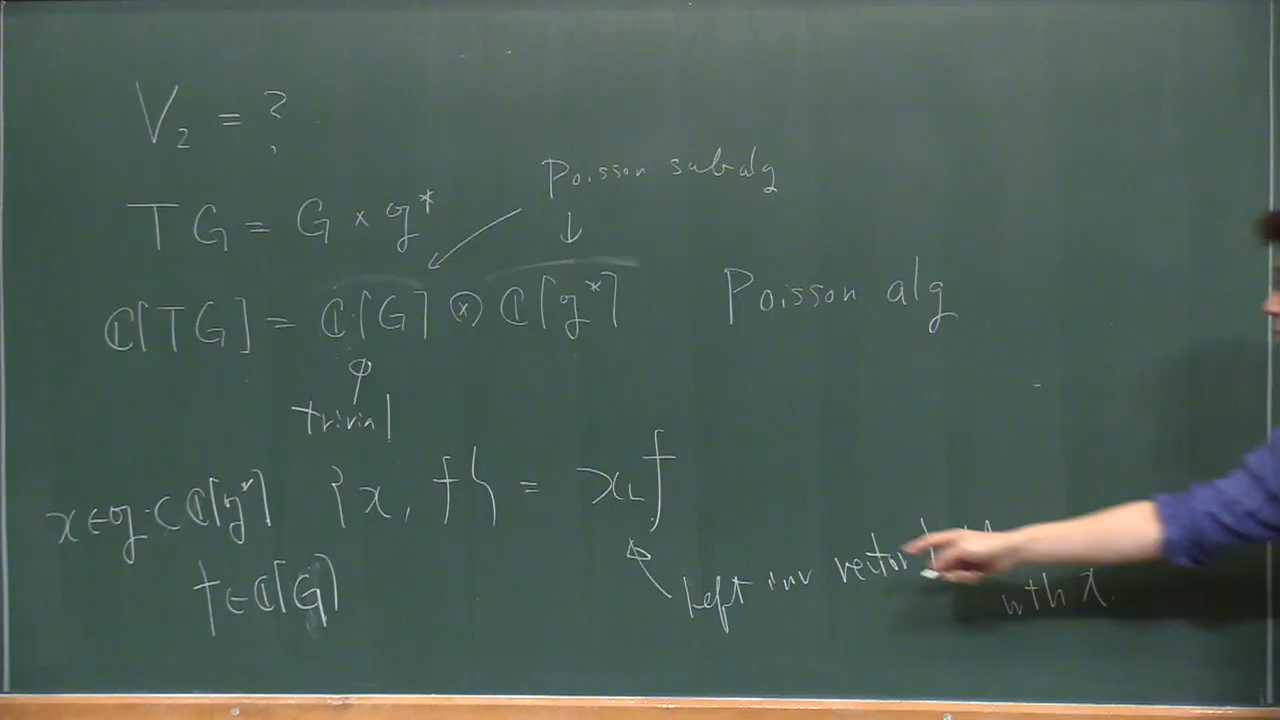 V₂ = ?
Poisson subalg
TG = G × g*
ℂ[TG] = ℂ[G] ⊗ ℂ[g*] Poisson alg
trivial
x ∈ g ⊂ ℂ[g*] {x, f} = x_L f
f ∈ ℂ[G]
left inv vector
with x.